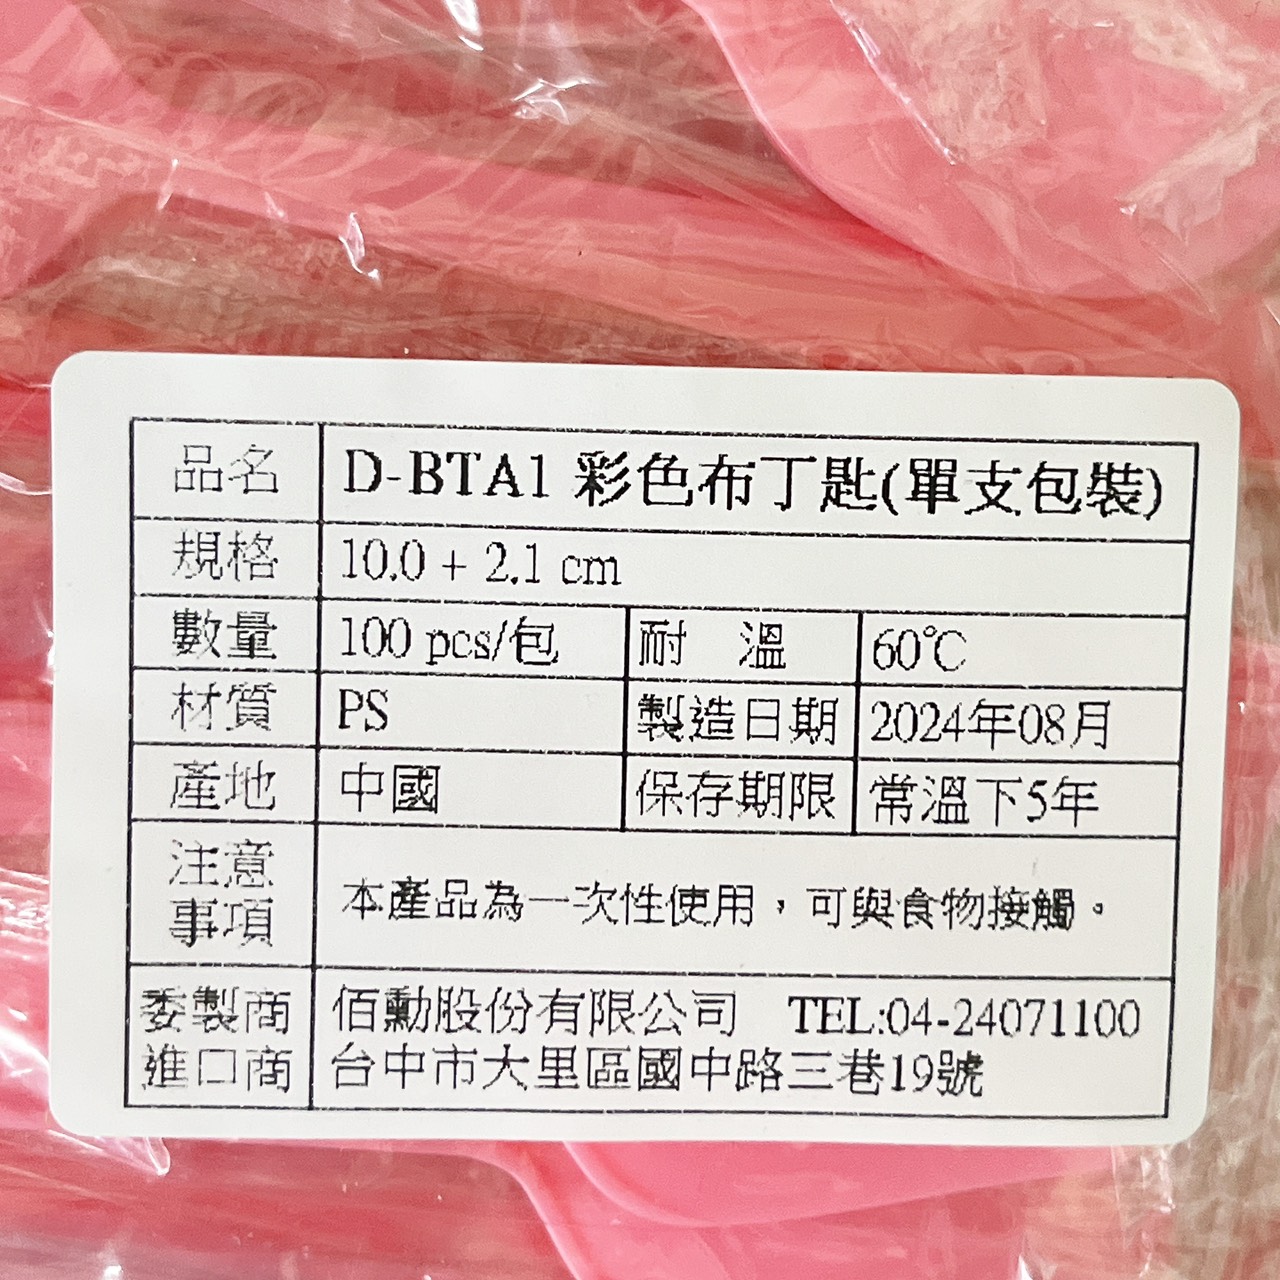 品名 D-BTA1 彩色布丁匙(單支包裝)
規格 10.0 + 2.1 cm
數量 100 pcs/包 耐 溫 60℃
材質 PS 製造日期 2024年08月
產地 中國 保存期限 常溫下5年
注意
事項
本產品為一次性使用，可與食物接觸。
委製商
進口商
佰勳股份有限公司 TEL:04-24071100
台中市大里區國中路三巷19號